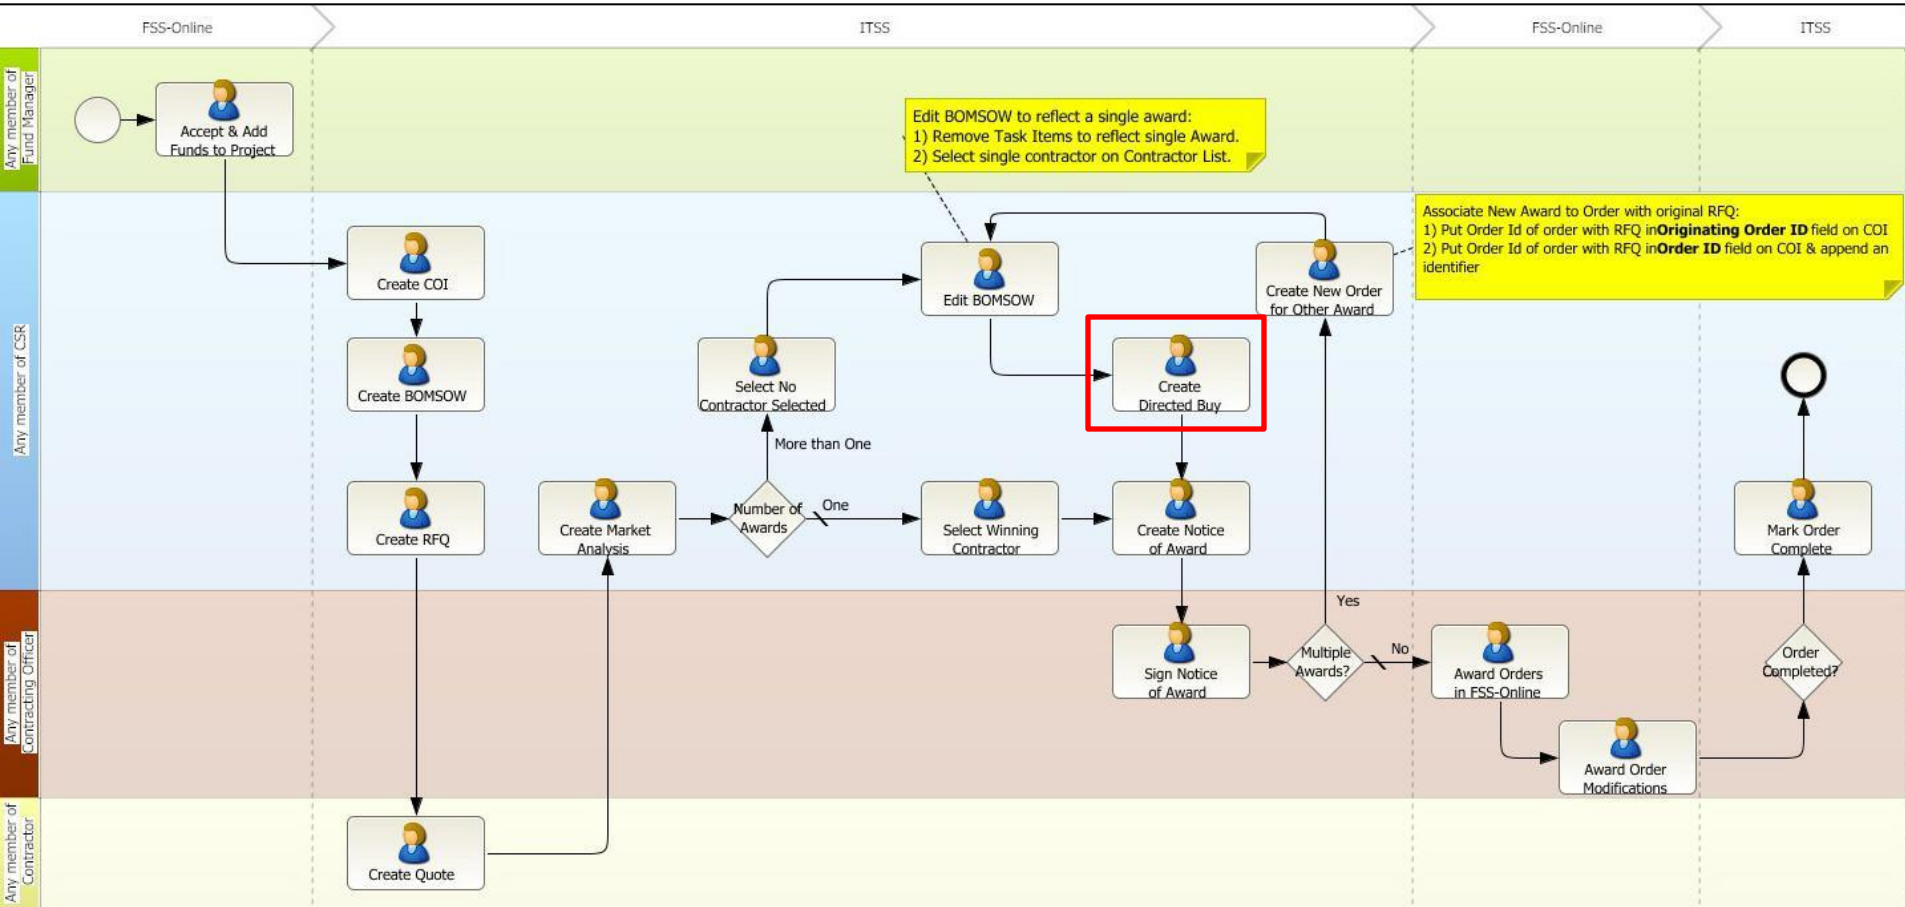 FSS-Online
ITSS
FSS-Online
ITSS
Any member of
Fund Manager
Accept & Add
Funds to Project
Edit BOMSOW to reflect a single award:
1) Remove Task Items to reflect single Award.
2) Select single contractor on Contractor List.
Any member of CSR
Associate New Award to Order with original RFQ:
1) Put Order Id of order with RFQ inOriginating Order ID field on COI
2) Put Order Id of order with RFQ inOrder ID field on COI & append an
identifier
Create COI
Edit BOMSOW
Create New Order
for Other Award
Create BOMSOW
Select No
Contractor Selected
Create
Directed Buy
More than One
Create RFQ
Create Market
Analysis
Number of
Awards
One
Select Winning
Contractor
Create Notice
of Award
Mark Order
Complete
Any member of
Contracting Officer
Yes
Sign Notice
of Award
Multiple
Awards?
No
Award Orders
in FSS-Online
Order
Completed?
Award Order
Modifications
Any member of
Contractor
Create Quote